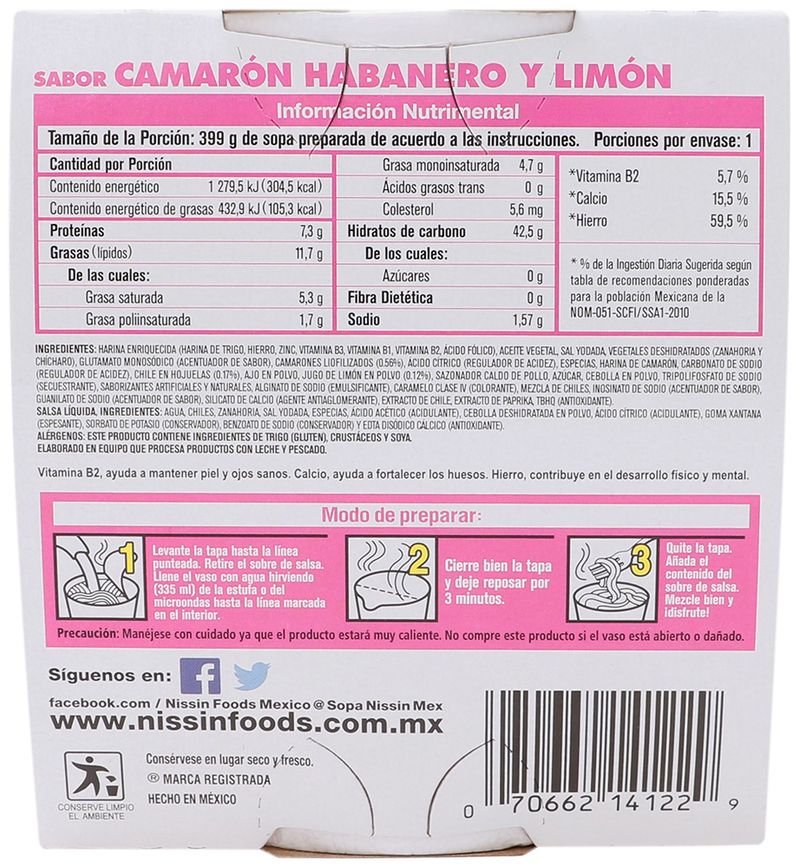 SABOR CAMARÓN HABANERO Y LIMÓN
Información Nutrimental
Tamaño de la Porción: 399 g de sopa preparada de acuerdo a las instrucciones. Porciones por envase: 1
Cantidad por Porción
Contenido energético 1 279,5 kJ (304,5 kcal)
Contenido energético de grasas 432,9 kJ (105,3 kcal)
Proteínas 7,3 g
Grasas (lípidos) 11,7 g
De las cuales:
Grasa saturada 5,3 g
Grasa poliinsaturada 1,7 g
Grasa monoinsaturada 4,7 g
Ácidos grasos trans 0 g
Colesterol 5,6 mg
Hidratos de carbono 42,5 g
De los cuales:
Azúcares 0 g
Fibra Dietética 0 g
Sodio 1,57 g
*Vitamina B2 5,7 %
*Calcio 15,5 %
*Hierro 59,5 %
* % de la Ingestión Diaria Sugerida según
tabla de recomendaciones ponderadas
para la población Mexicana de la
NOM-051-SCFI/SSA1-2010
INGREDIENTES: HARINA ENRIQUECIDA (HARINA DE TRIGO, HIERRO, ZINC, VITAMINA B3, VITAMINA B1, VITAMINA B2, ÁCIDO FÓLICO), ACEITE VEGETAL, SAL YODADA, VEGETALES DESHIDRATADOS (ZANAHORIA Y
CHÍCHARO), GLUTAMATO MONOSÓDICO (ACENTUADOR DE SABOR), CAMARONES LIOFILIZADOS (0.56%), ÁCIDO CÍTRICO (REGULADOR DE ACIDEZ), ESPECIAS, HARINA DE CAMARÓN, CARBONATO DE SODIO
(REGULADOR DE ACIDEZ), CHILE EN HOJUELAS (0.17%), AJO EN POLVO, JUGO DE LIMÓN EN POLVO (0.12%), SAZONADOR CALDO DE POLLO, AZÚCAR, CEBOLLA EN POLVO, TRIPOLIFOSFATO DE SODIO
(SECUESTRANTE), SABORIZANTES ARTIFICIALES Y NATURALES, ALGINATO DE SODIO (EMULSIFICANTE), CARAMELO CLASE IV (COLORANTE), MEZCLA DE CHILES, INOSINATO DE SODIO (ACENTUADOR DE SABOR),
GUANILATO DE SODIO (ACENTUADOR DE SABOR), SILICATO DE CALCIO (AGENTE ANTIAGLOMERANTE), EXTRACTO DE CHILE, EXTRACTO DE PAPRIKA, TBHQ (ANTIOXIDANTE).
SALSA LÍQUIDA, INGREDIENTES: AGUA, CHILES, ZANAHORIA, SAL YODADA, ESPECIAS, ÁCIDO ACÉTICO (ACIDULANTE), CEBOLLA DESHIDRATADA EN POLVO, ÁCIDO CÍTRICO (ACIDULANTE), GOMA XANTANA
(ESPESANTE), SORBATO DE POTASIO (CONSERVADOR), BENZOATO DE SODIO (CONSERVADOR) Y EDTA DISÓDICO CÁLCICO (ANTIOXIDANTE).
ALÉRGENOS: ESTE PRODUCTO CONTIENE INGREDIENTES DE TRIGO (GLUTEN), CRUSTÁCEOS Y SOYA.
ELABORADO EN EQUIPO QUE PROCESA PRODUCTOS CON LECHE Y PESCADO.
Vitamina B2, ayuda a mantener piel y ojos sanos. Calcio, ayuda a fortalecer los huesos. Hierro, contribuye en el desarrollo físico y mental.
Modo de preparar:
1
Levante la tapa hasta la línea
punteada. Retire el sobre de salsa.
Llene el vaso con agua hirviendo
(335 ml) de la estufa o del
microondas hasta la línea marcada
en el interior.
2
Cierre bien la tapa
y deje reposar por
3 minutos.
3
Quite la tapa.
Añada el
contenido del
sobre de salsa.
Mezcle bien y
¡disfrute!
Precaución: Manéjese con cuidado ya que el producto estará muy caliente. No compre este producto si el vaso está abierto o dañado.
Síguenos en:
facebook.com / Nissin Foods Mexico @ Sopa Nissin Mex
www.nissinfoods.com.mx
CONSERVE LIMPIO
EL AMBIENTE
Consérvese en lugar seco y fresco.
® MARCA REGISTRADA
HECHO EN MÉXICO
0 70662 14122 9